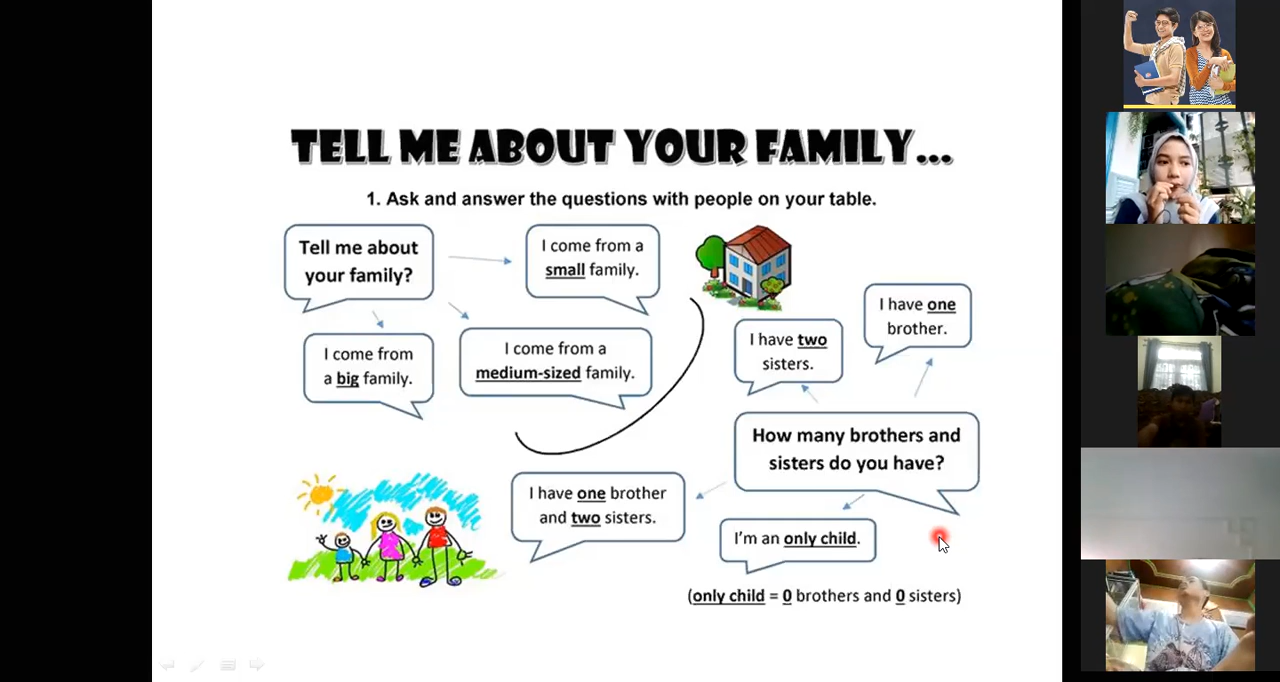 TELL ME ABOUT YOUR FAMILY...
1. Ask and answer the questions with people on your table.
Tell me about
your family?
I come from a
small family.
I come from
a big family.
I come from a
medium-sized family.
I have one
brother.
I have two
sisters.
How many brothers and
sisters do you have?
I have one brother
and two sisters.
I'm an only child.
(only child = 0 brothers and 0 sisters)